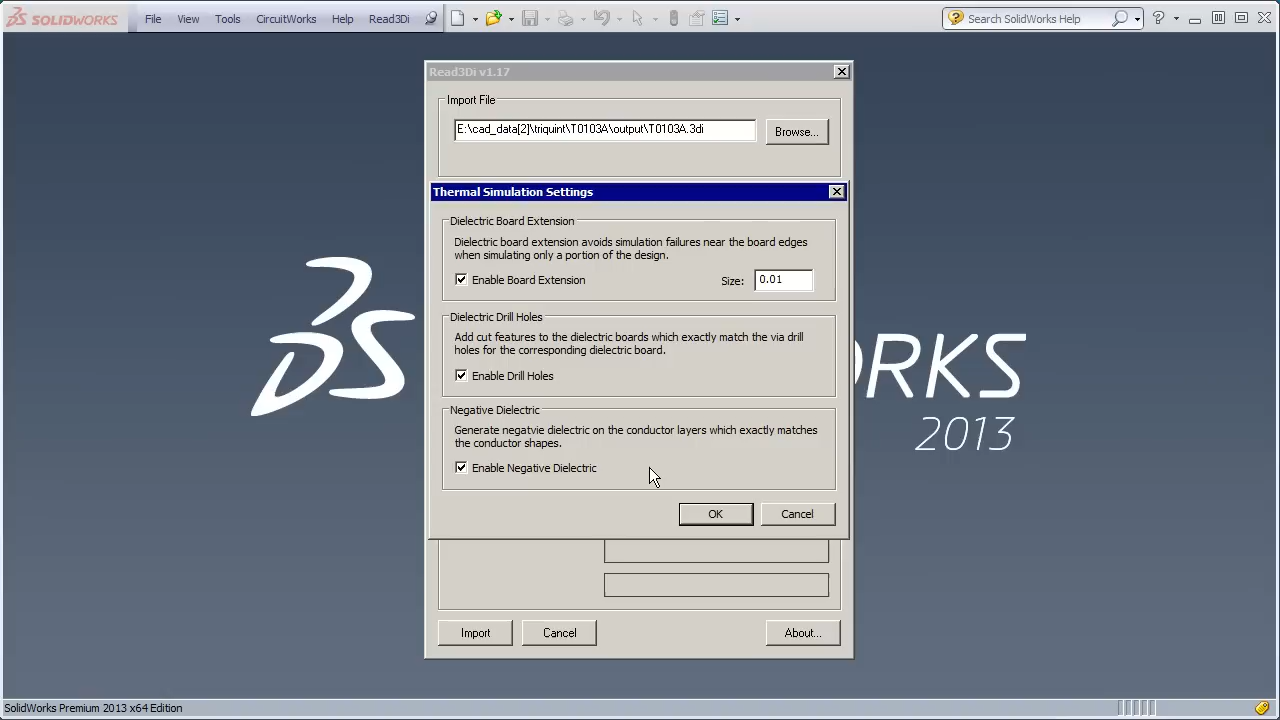 SOLIDWORKS
File View Tools CircuitWorks Help Read3Di
Search SolidWorks Help
Read3Di v1.17
Import File
E:\cad_data[2]\triquint\T0103A\output\T0103A.3di
Browse...
Thermal Simulation Settings
Dielectric Board Extension
Dielectric board extension avoids simulation failures near the board edges
when simulating only a portion of the design.
Enable Board Extension Size: 0.01
Dielectric Drill Holes
Add cut features to the dielectric boards which exactly match the via drill
holes for the corresponding dielectric board.
Enable Drill Holes
Negative Dielectric
Generate negatvie dielectric on the conductor layers which exactly matches
the conductor shapes.
Enable Negative Dielectric
OK Cancel
Import Cancel About...
ORKS
2013
SolidWorks Premium 2013 x64 Edition